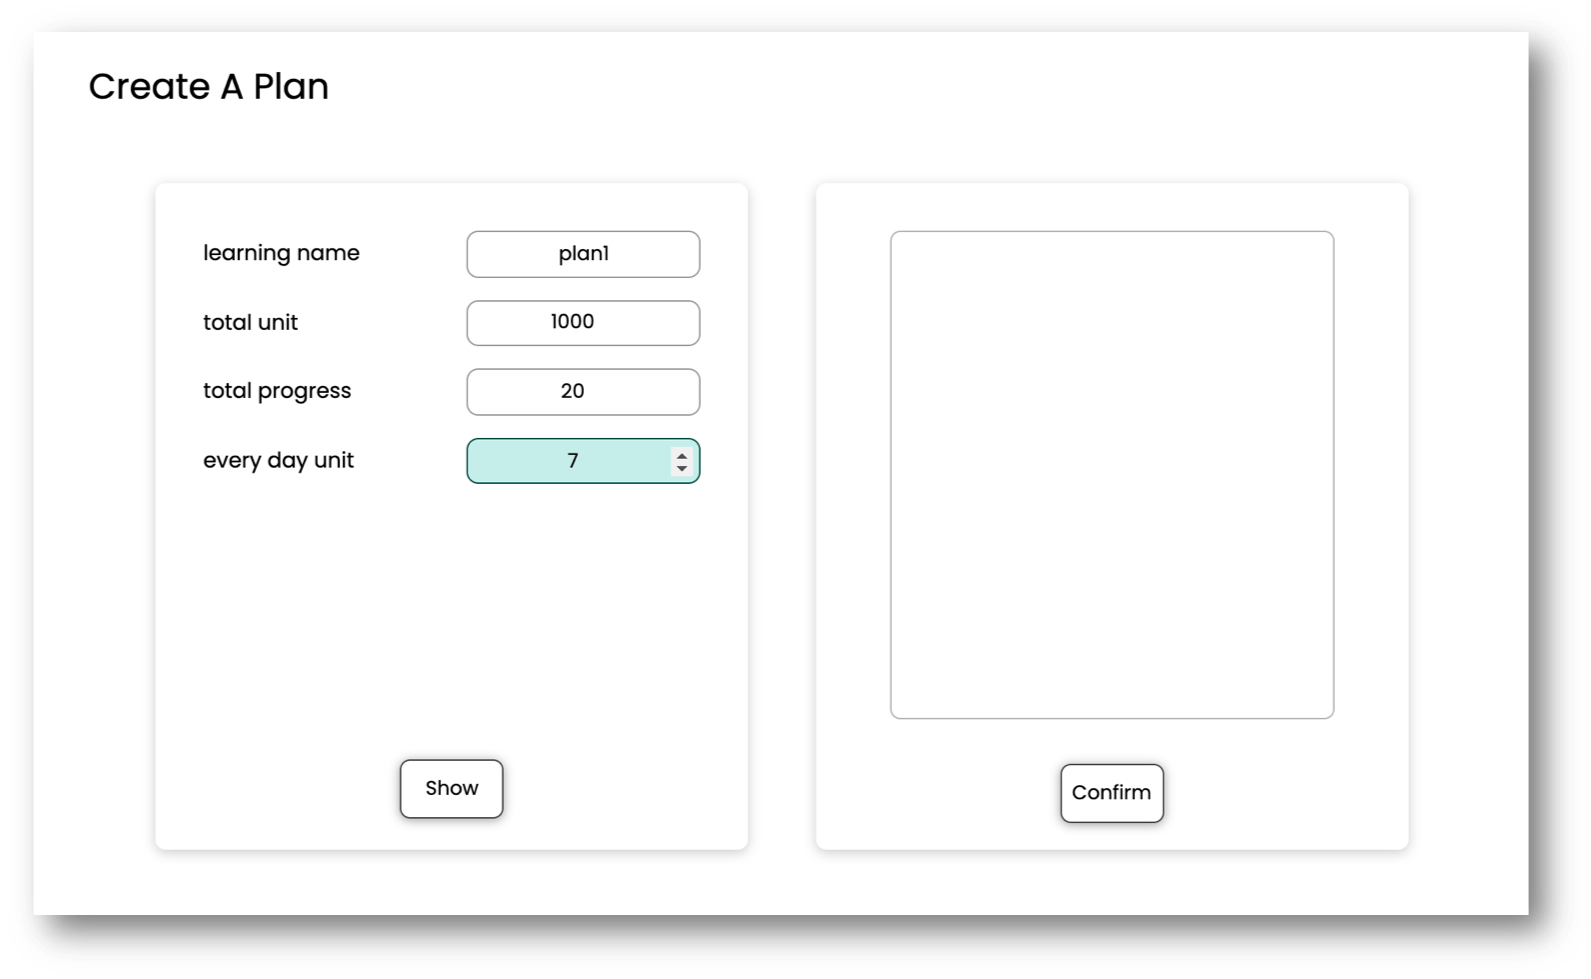 Create A Plan
learning name plan1
total unit 1000
total progress 20
every day unit 7
Show
Confirm